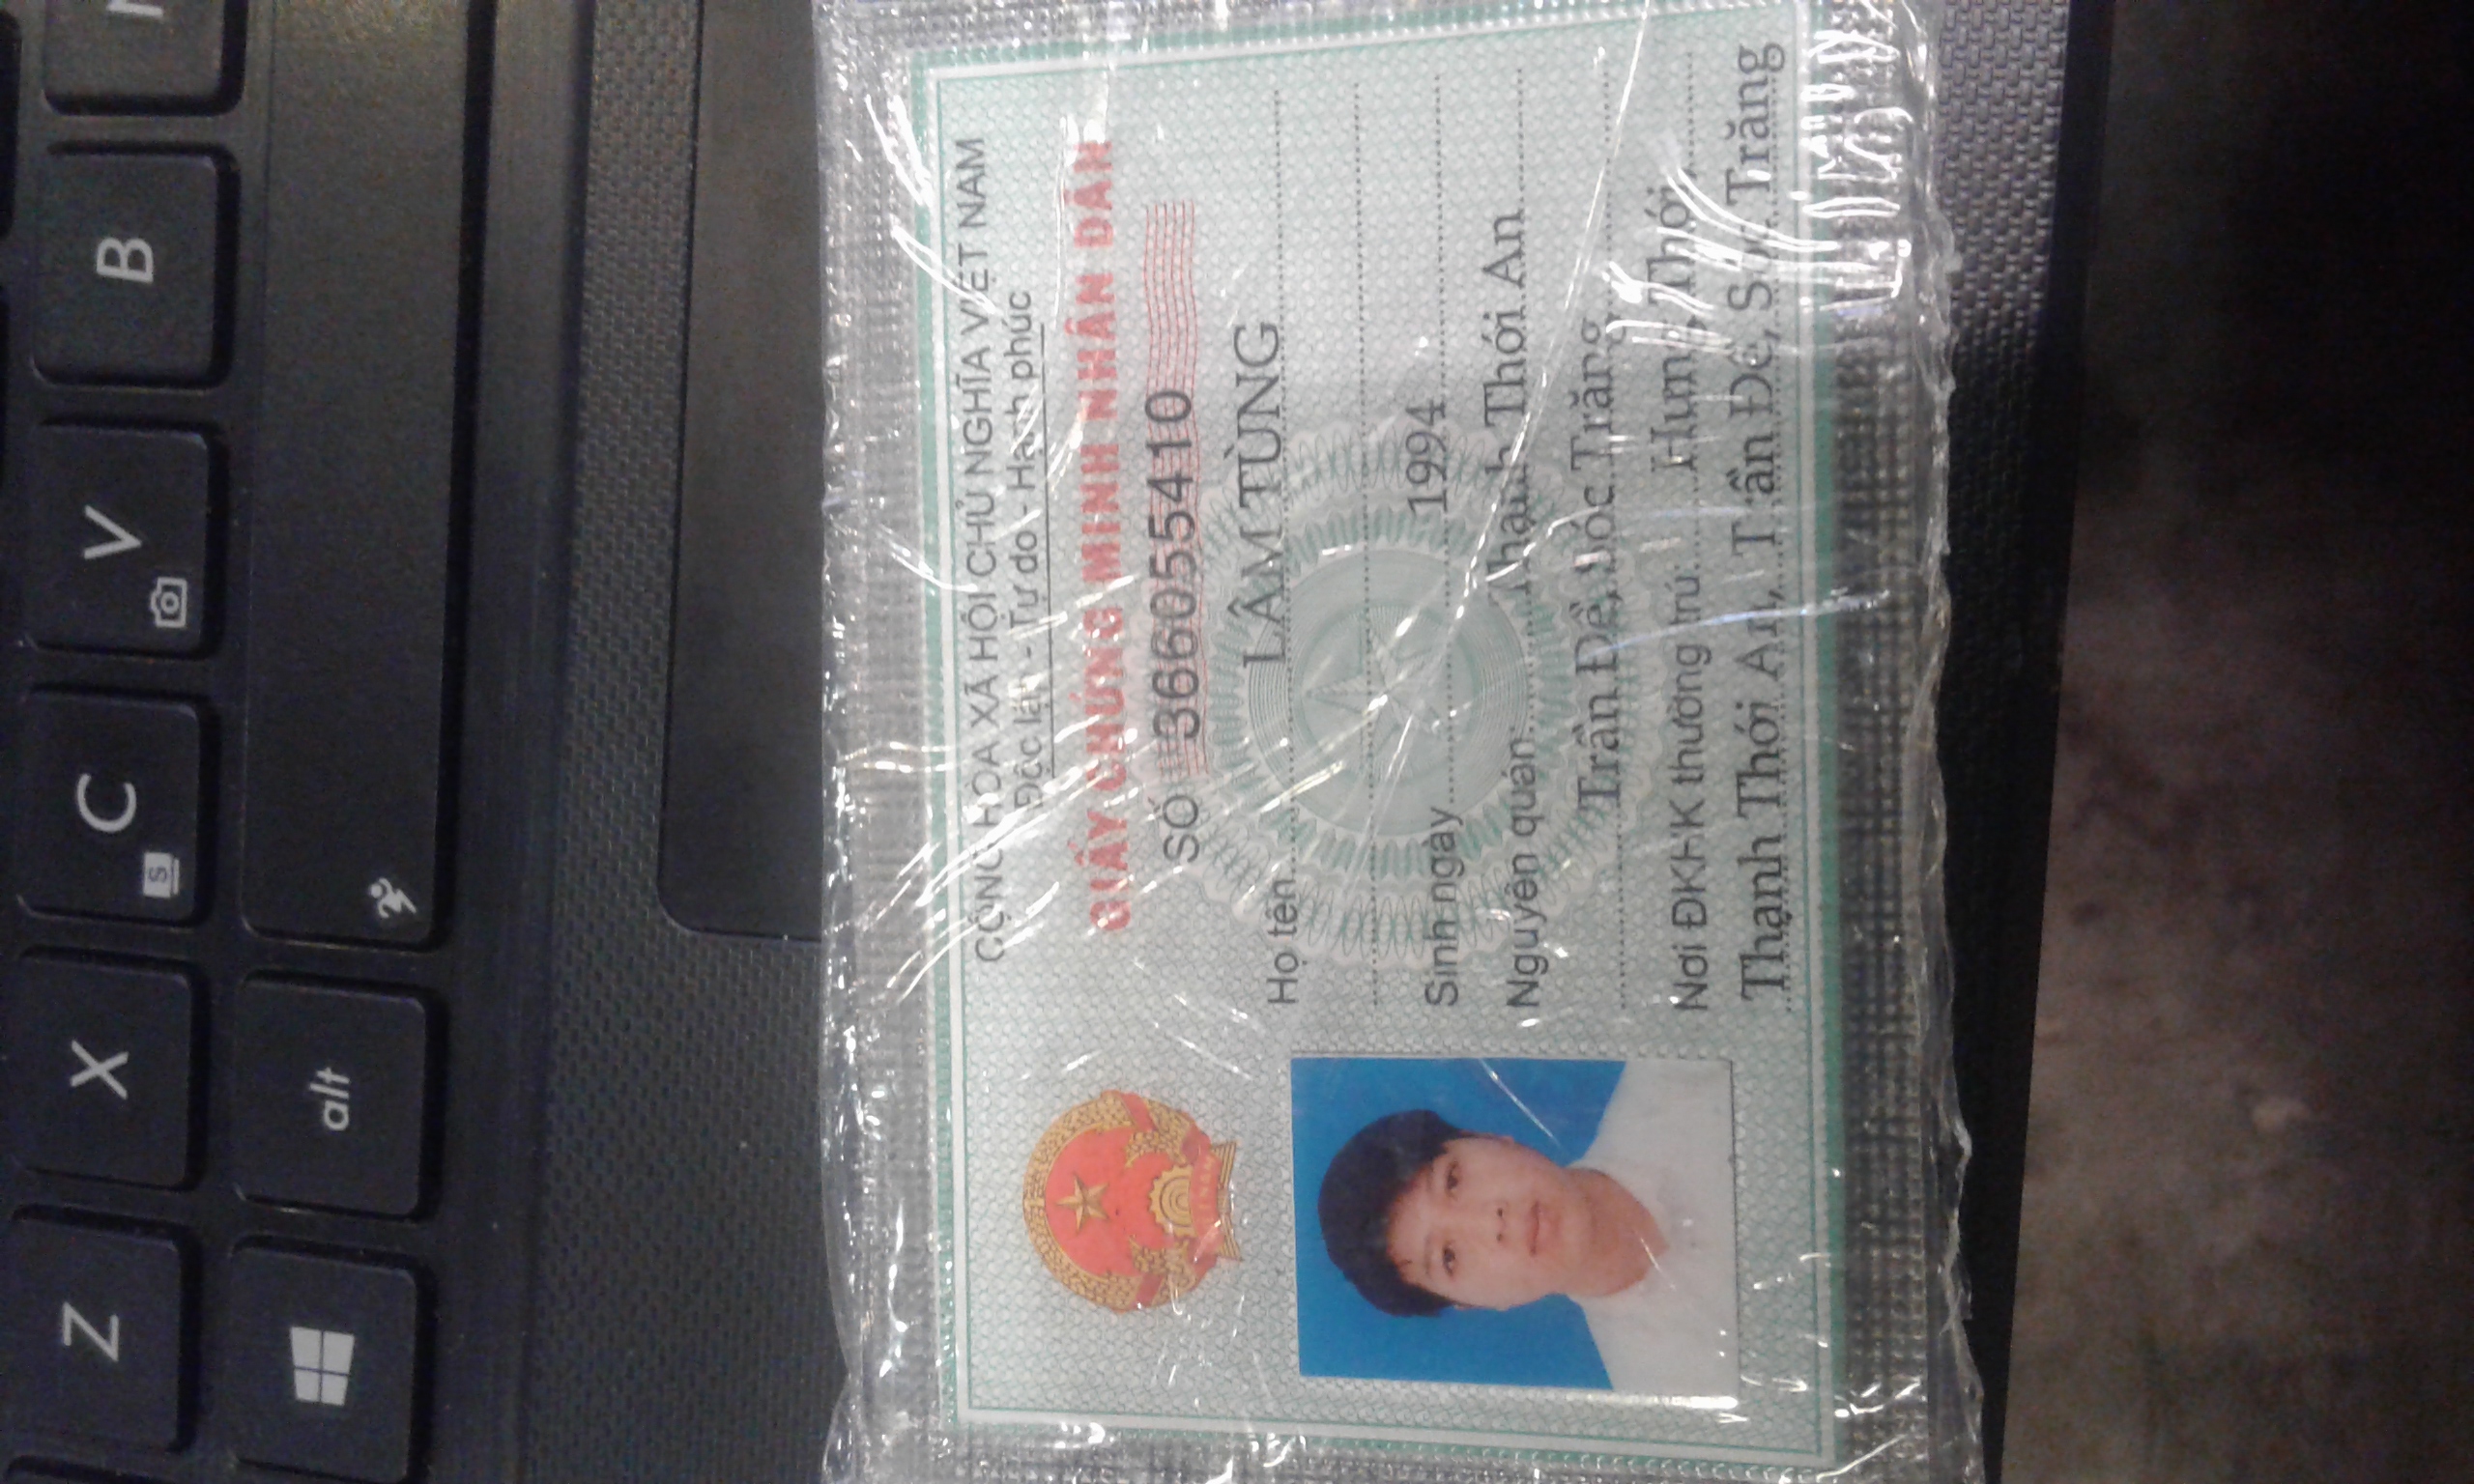 Z X C V B
S
alt
CỘNG HÒA XÃ HỘI CHỦ NGHĨA VIỆT NAM
Độc lập - Tự do - Hạnh phúc
GIẤY CHỨNG MINH NHÂN DÂN
SỐ 366055410
Họ tên LÂM TÙNG
Sinh ngày 1994
Nguyên quán: Thạnh Thới An
Trần Đề, Sóc Trăng
Nơi ĐKHK thường trú: Hưng Thới,
Thạnh Thới An, Trần Đề, Sóc Trăng